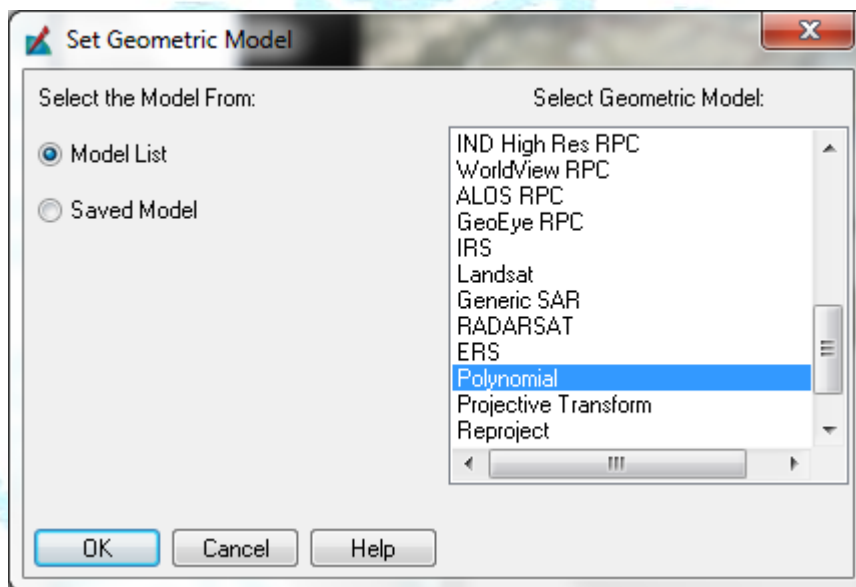 Set Geometric Model
Select the Model From:
Model List
Saved Model
Select Geometric Model:
IND High Res RPC
WorldView RPC
ALOS RPC
GeoEye RPC
IRS
Landsat
Generic SAR
RADARSAT
ERS
Polynomial
Projective Transform
Reproject
OK Cancel Help